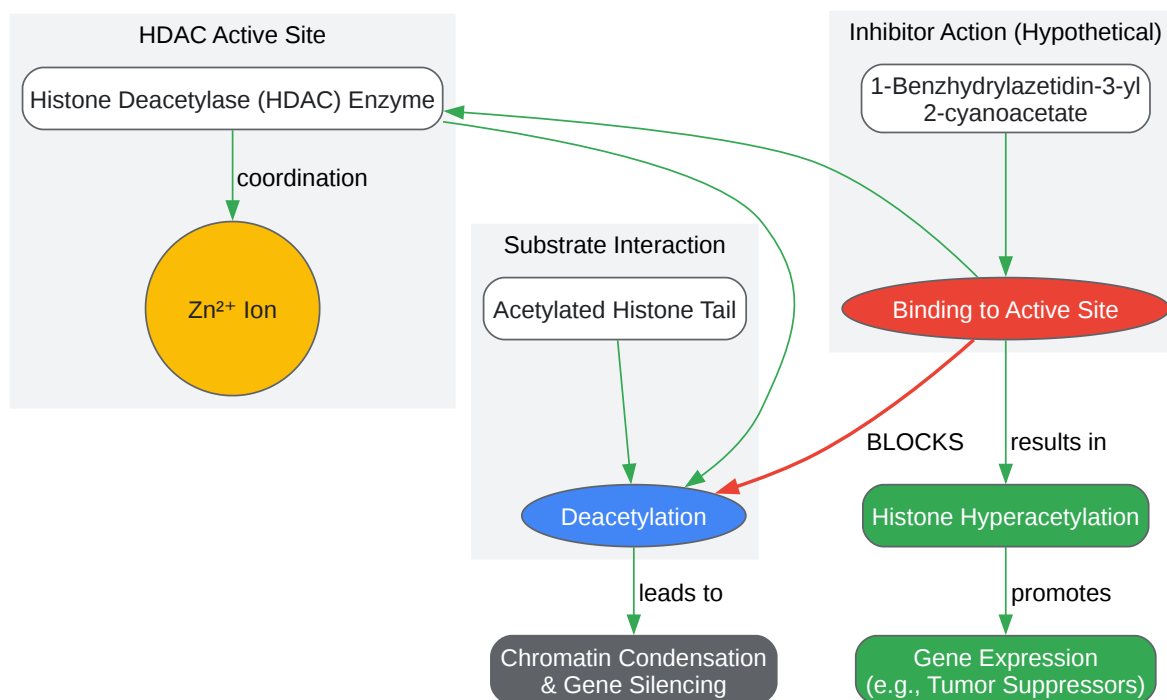 HDAC Active Site
Histone Deacetylase (HDAC) Enzyme
coordination
Zn²⁺ Ion
Substrate Interaction
Acetylated Histone Tail
Deacetylation
leads to
Chromatin Condensation
& Gene Silencing
Inhibitor Action (Hypothetical)
1-Benzhydrylazetidin-3-yl
2-cyanoacetate
Binding to Active Site
BLOCKS
results in
Histone Hyperacetylation
promotes
Gene Expression
(e.g., Tumor Suppressors)